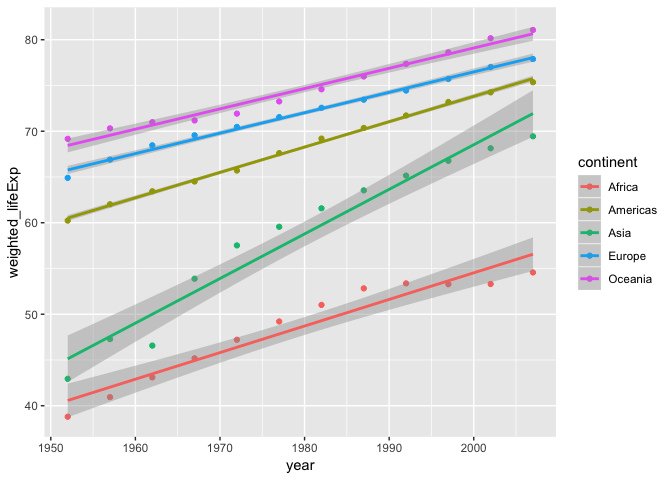 80
70
60
50
40
weighted_lifeExp
1950 1960 1970 1980 1990 2000
year
continent
Africa
Americas
Asia
Europe
Oceania